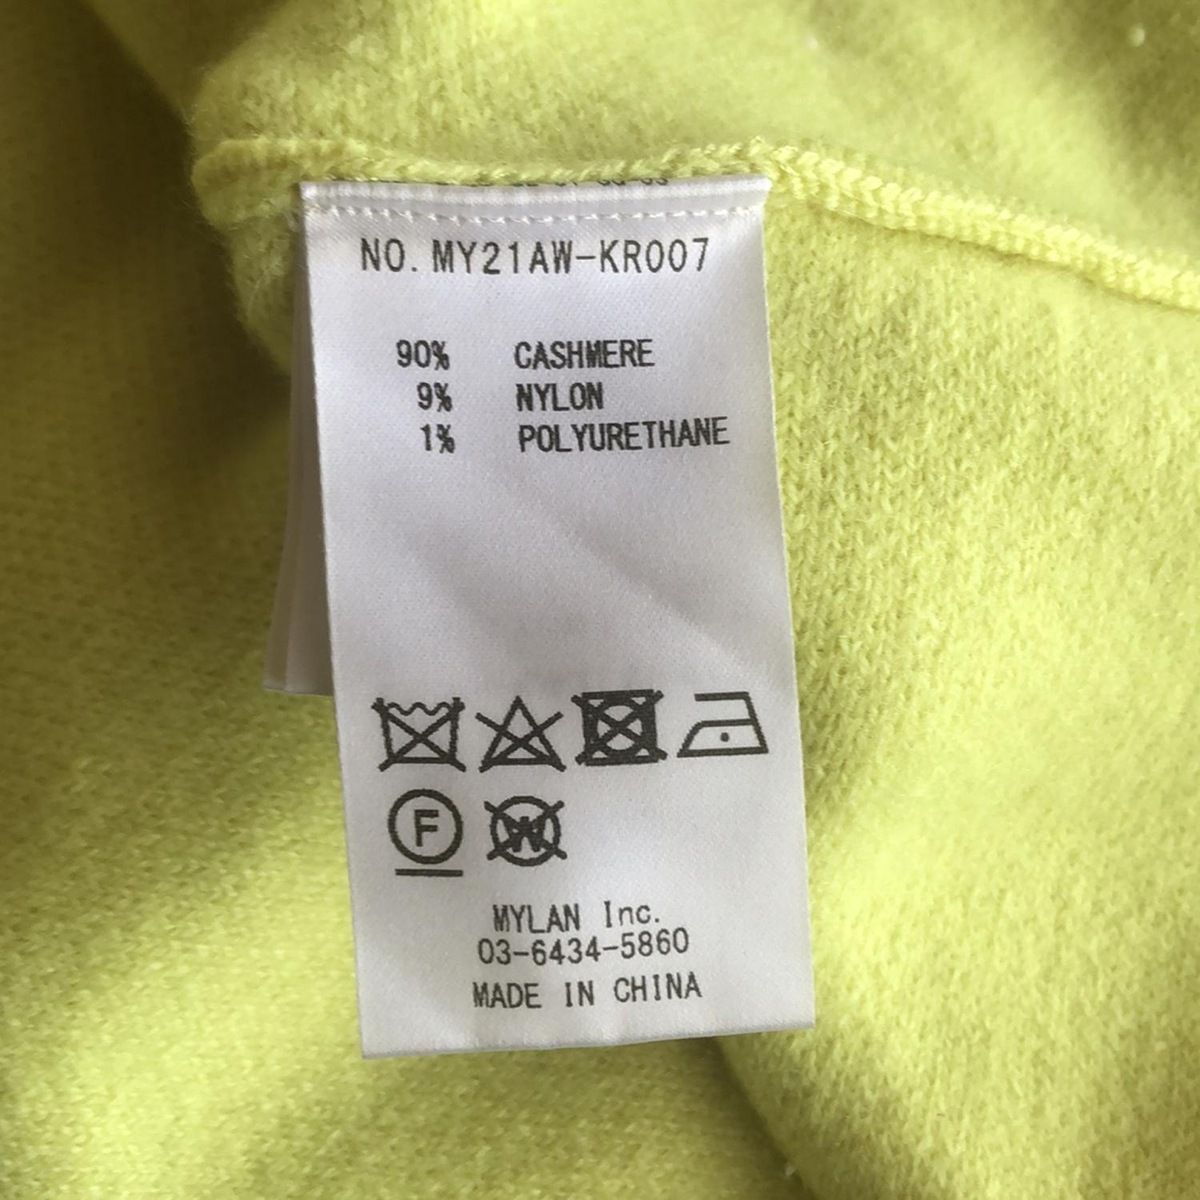 NO. MY21AW-KR007
90% CASHMERE
9% NYLON
1% POLYURETHANE
F W
MYLAN Inc.
03-6434-5860
MADE IN CHINA